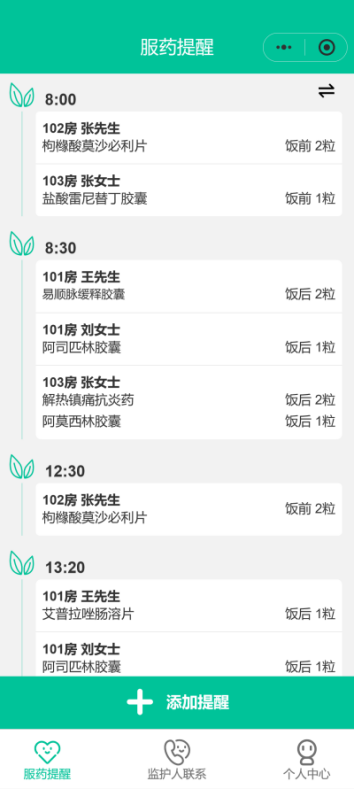 服药提醒
8:00
102房 张先生
枸橼酸莫沙必利片 饭前 2粒
103房 张女士
盐酸雷尼替丁胶囊 饭前 1粒
8:30
101房 王先生
易顺脉缓释胶囊 饭后 2粒
101房 刘女士
阿司匹林胶囊 饭后 1粒
103房 张女士
解热镇痛抗炎药 饭后 2粒
阿莫西林胶囊 饭后 1粒
12:30
102房 张先生
枸橼酸莫沙必利片 饭前 2粒
13:20
101房 王先生
艾普拉唑肠溶片 饭后 1粒
101房 刘女士
阿司匹林胶囊 饭后 1粒
添加提醒
服药提醒 监护人联系 个人中心